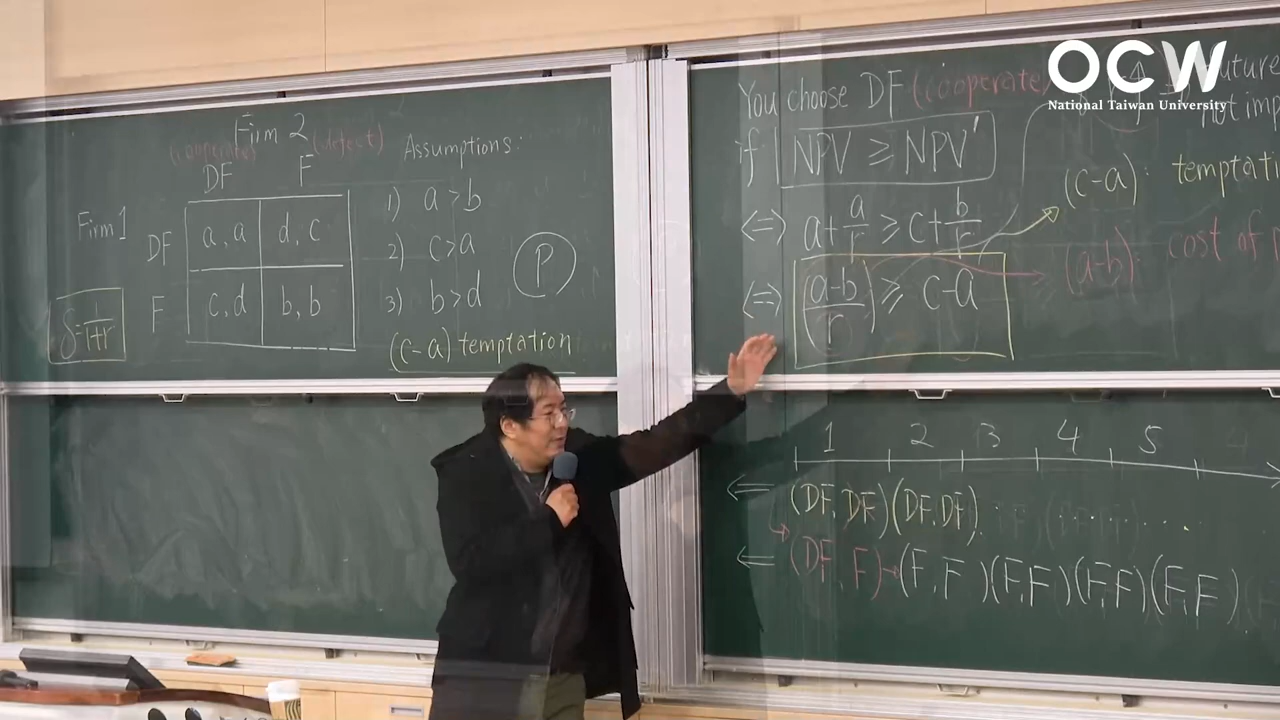 OCW
National Taiwan University
Firm 2
(cooperate) (defect)
DF F
Firm 1
DF a, a d, c
F c, d b, b
δ = 1/(1+r)
Assumptions:
1) a > b
2) c > a
3) b > d
(c-a) temptation
P
You choose DF (cooperate)
if NPV ≥ NPV'
⇔ a + a/r ≥ c + b/r
⇔ (a-b)/r ≥ c-a
(c-a):
(a-b): cost of
1 2 3 4 5
⇐ (DF, DF)(DF, DF). . . .
⇐ (DF, F)→(F, F)(F, F)(F, F)(F, F)